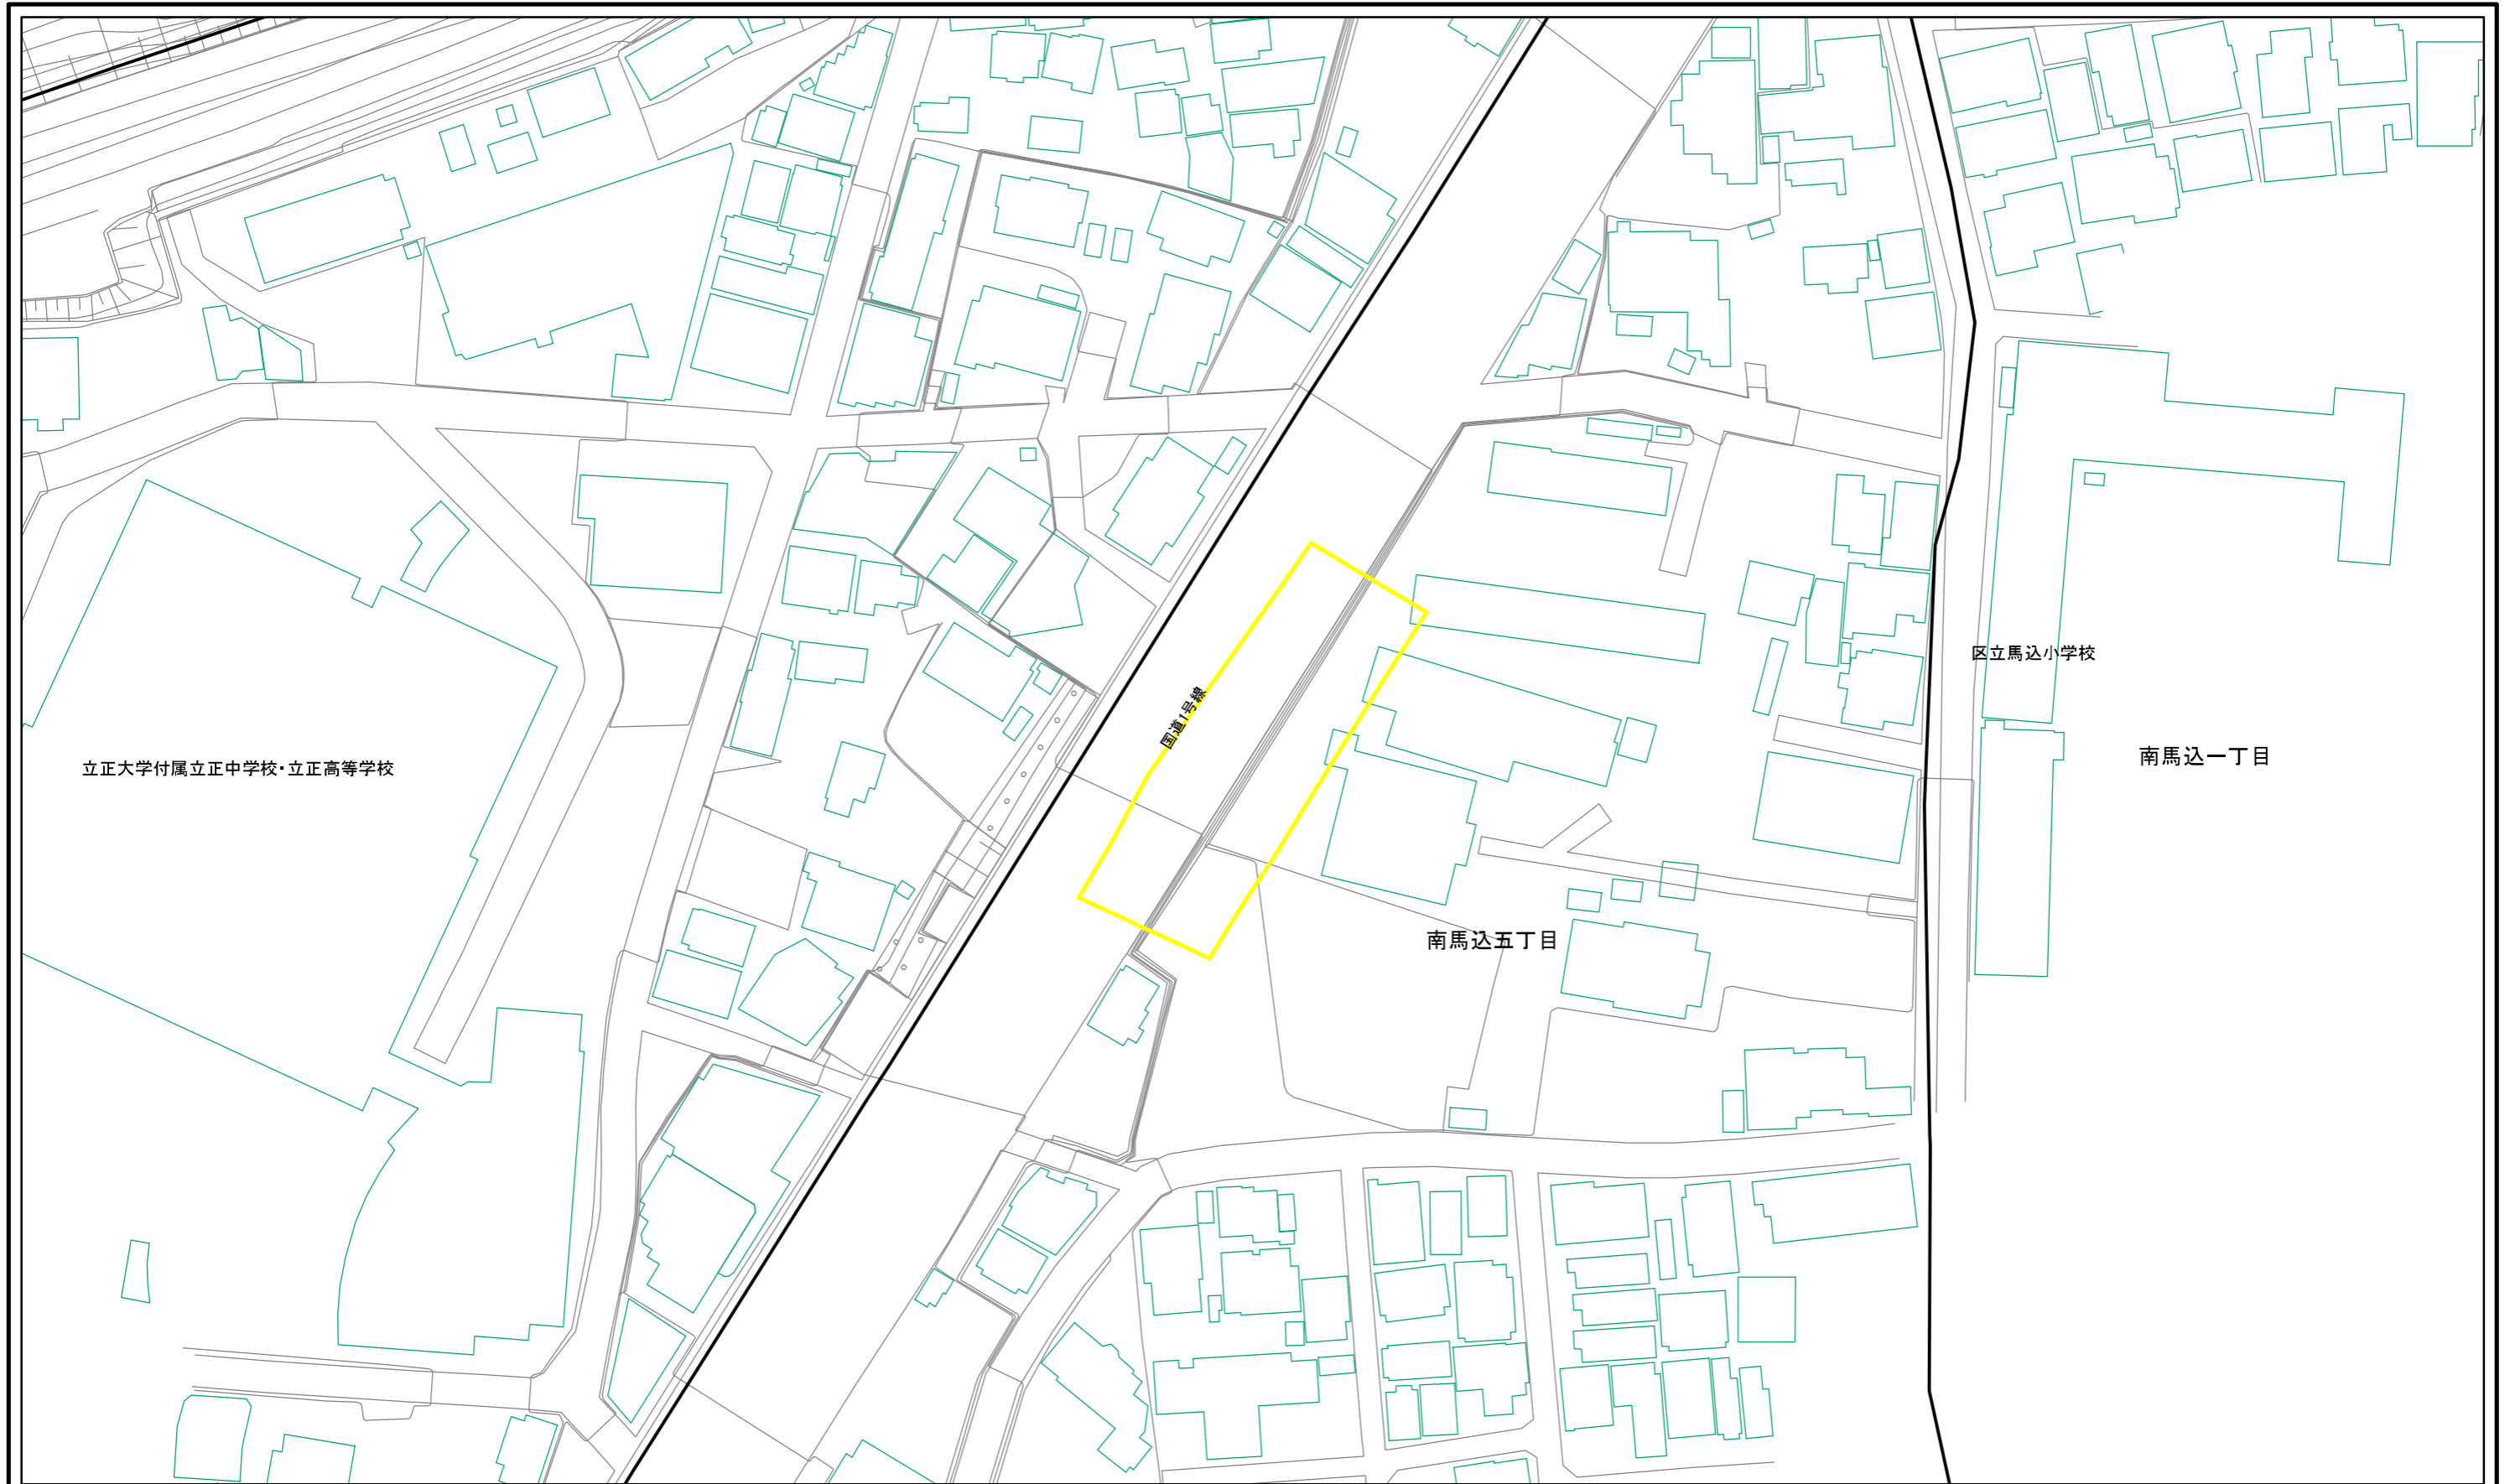 区立馬込小学校
国道1号線
南馬込一丁目
立正大学付属立正中学校・立正高等学校
南馬込五丁目